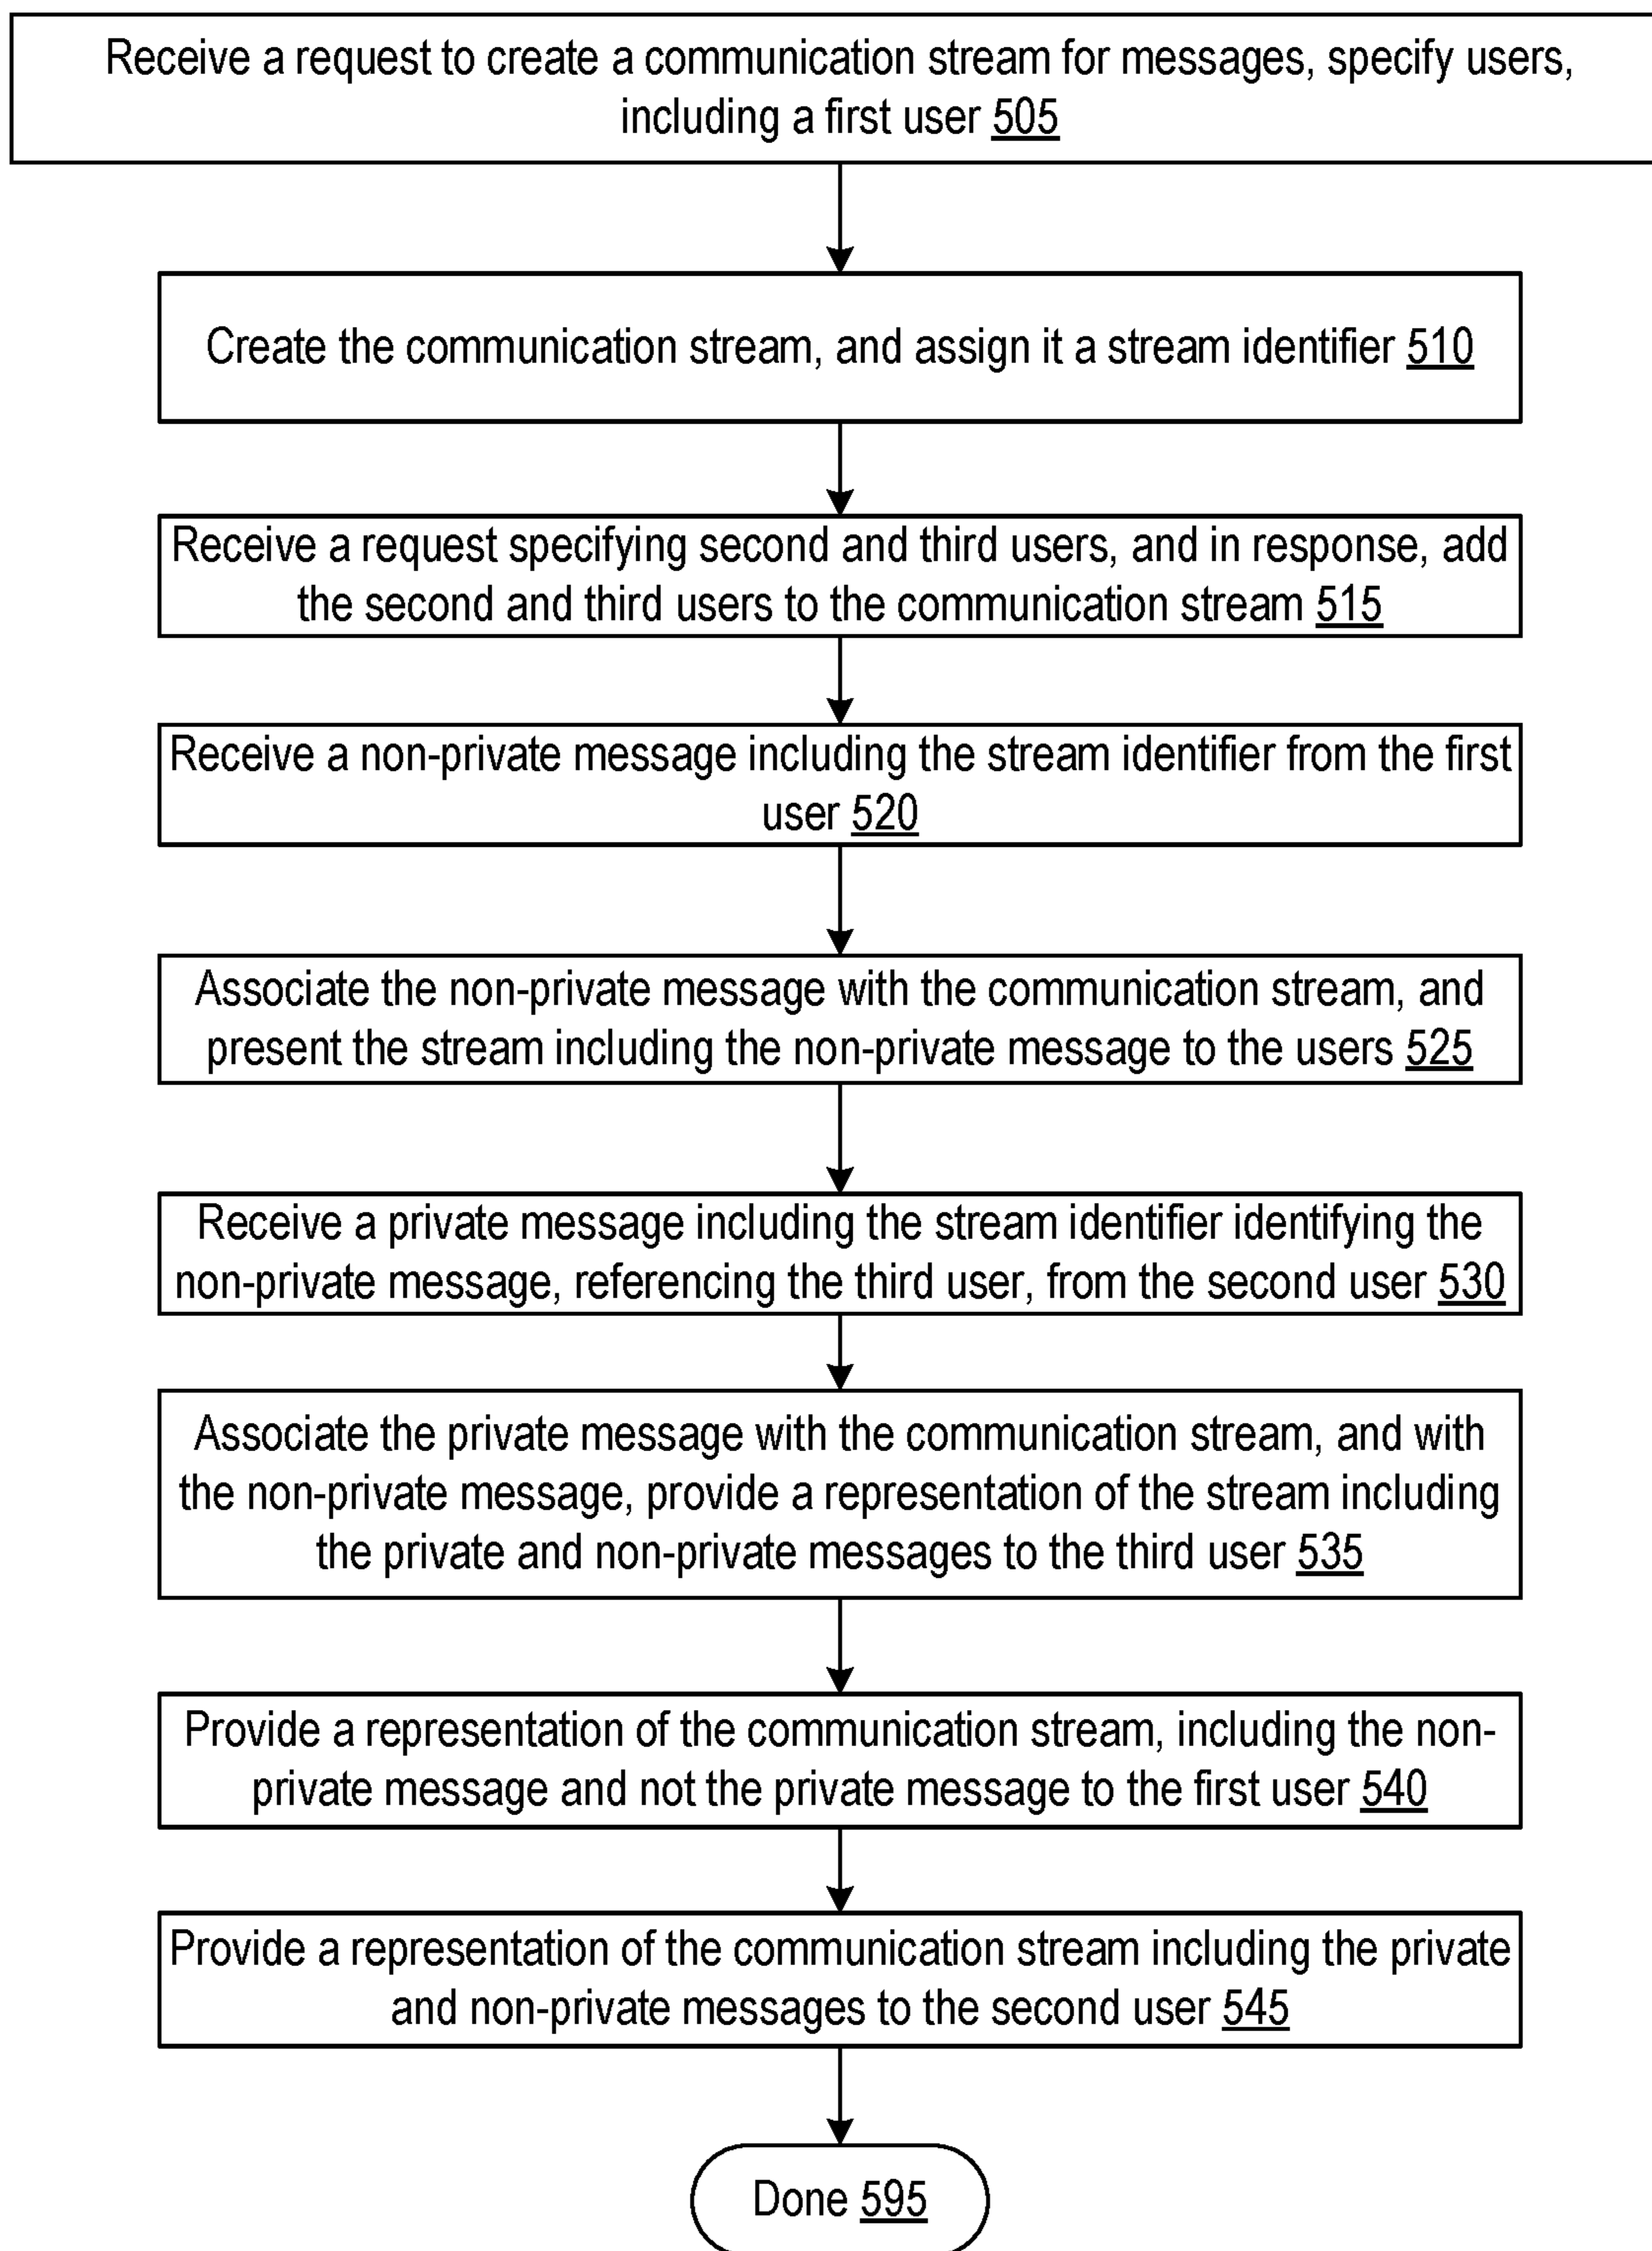 Receive a request to create a communication stream for messages, specify users,
including a first user 505
Create the communication stream, and assign it a stream identifier 510
Receive a request specifying second and third users, and in response, add
the second and third users to the communication stream 515
Receive a non-private message including the stream identifier from the first
user 520
Associate the non-private message with the communication stream, and
present the stream including the non-private message to the users 525
Receive a private message including the stream identifier identifying the
non-private message, referencing the third user, from the second user 530
Associate the private message with the communication stream, and with
the non-private message, provide a representation of the stream including
the private and non-private messages to the third user 535
Provide a representation of the communication stream, including the non-
private message and not the private message to the first user 540
Provide a representation of the communication stream including the private
and non-private messages to the second user 545
Done 595